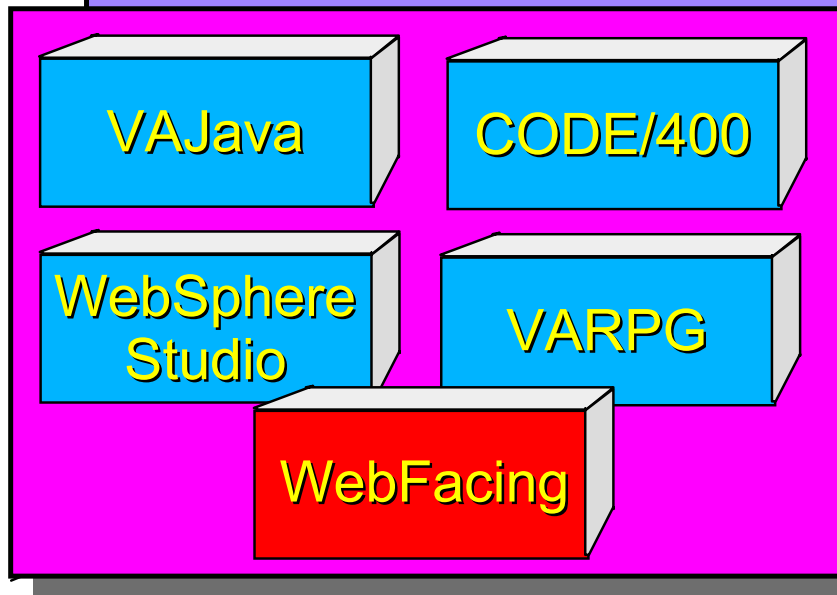 VAJava
CODE/400
WebSphere
Studio
VARPG
WebFacing